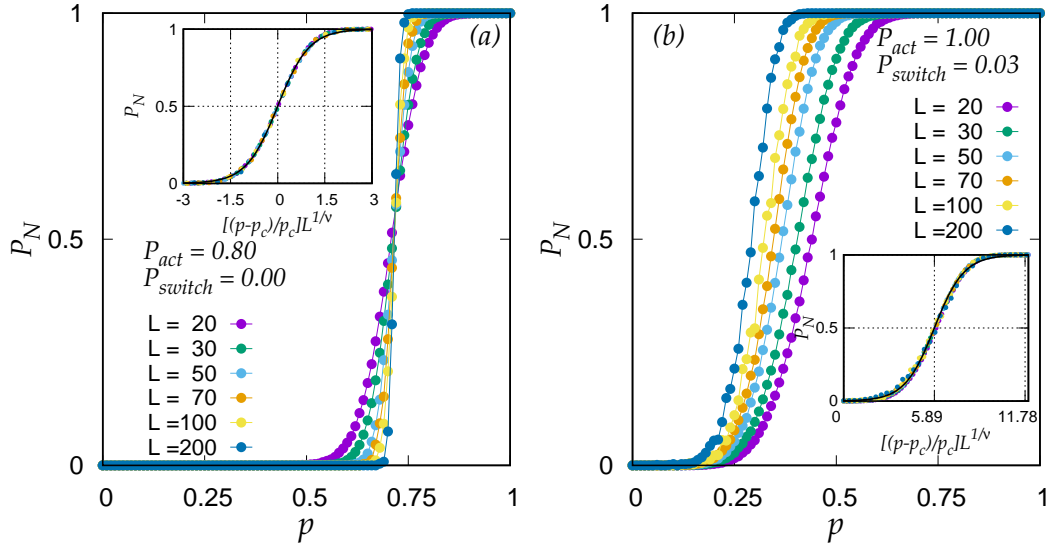 (a)
1
0.5
0
P_N
0
0.25
0.5
0.75
1
p
P_act = 0.80
P_switch = 0.00
L = 20
L = 30
L = 50
L = 70
L =100
L =200
1
0.5
0
P_N
-3
-1.5
0
1.5
3
[(p-p_c)/p_c]L^{1/ν}
(b)
P_act = 1.00
P_switch = 0.03
L = 20
L = 30
L = 50
L = 70
L =100
L =200
1
0.5
0
P_N
0
0.25
0.5
0.75
1
p
1
0.5
0
P_N
0
5.89
11.78
[(p-p_c)/p_c]L^{1/ν}